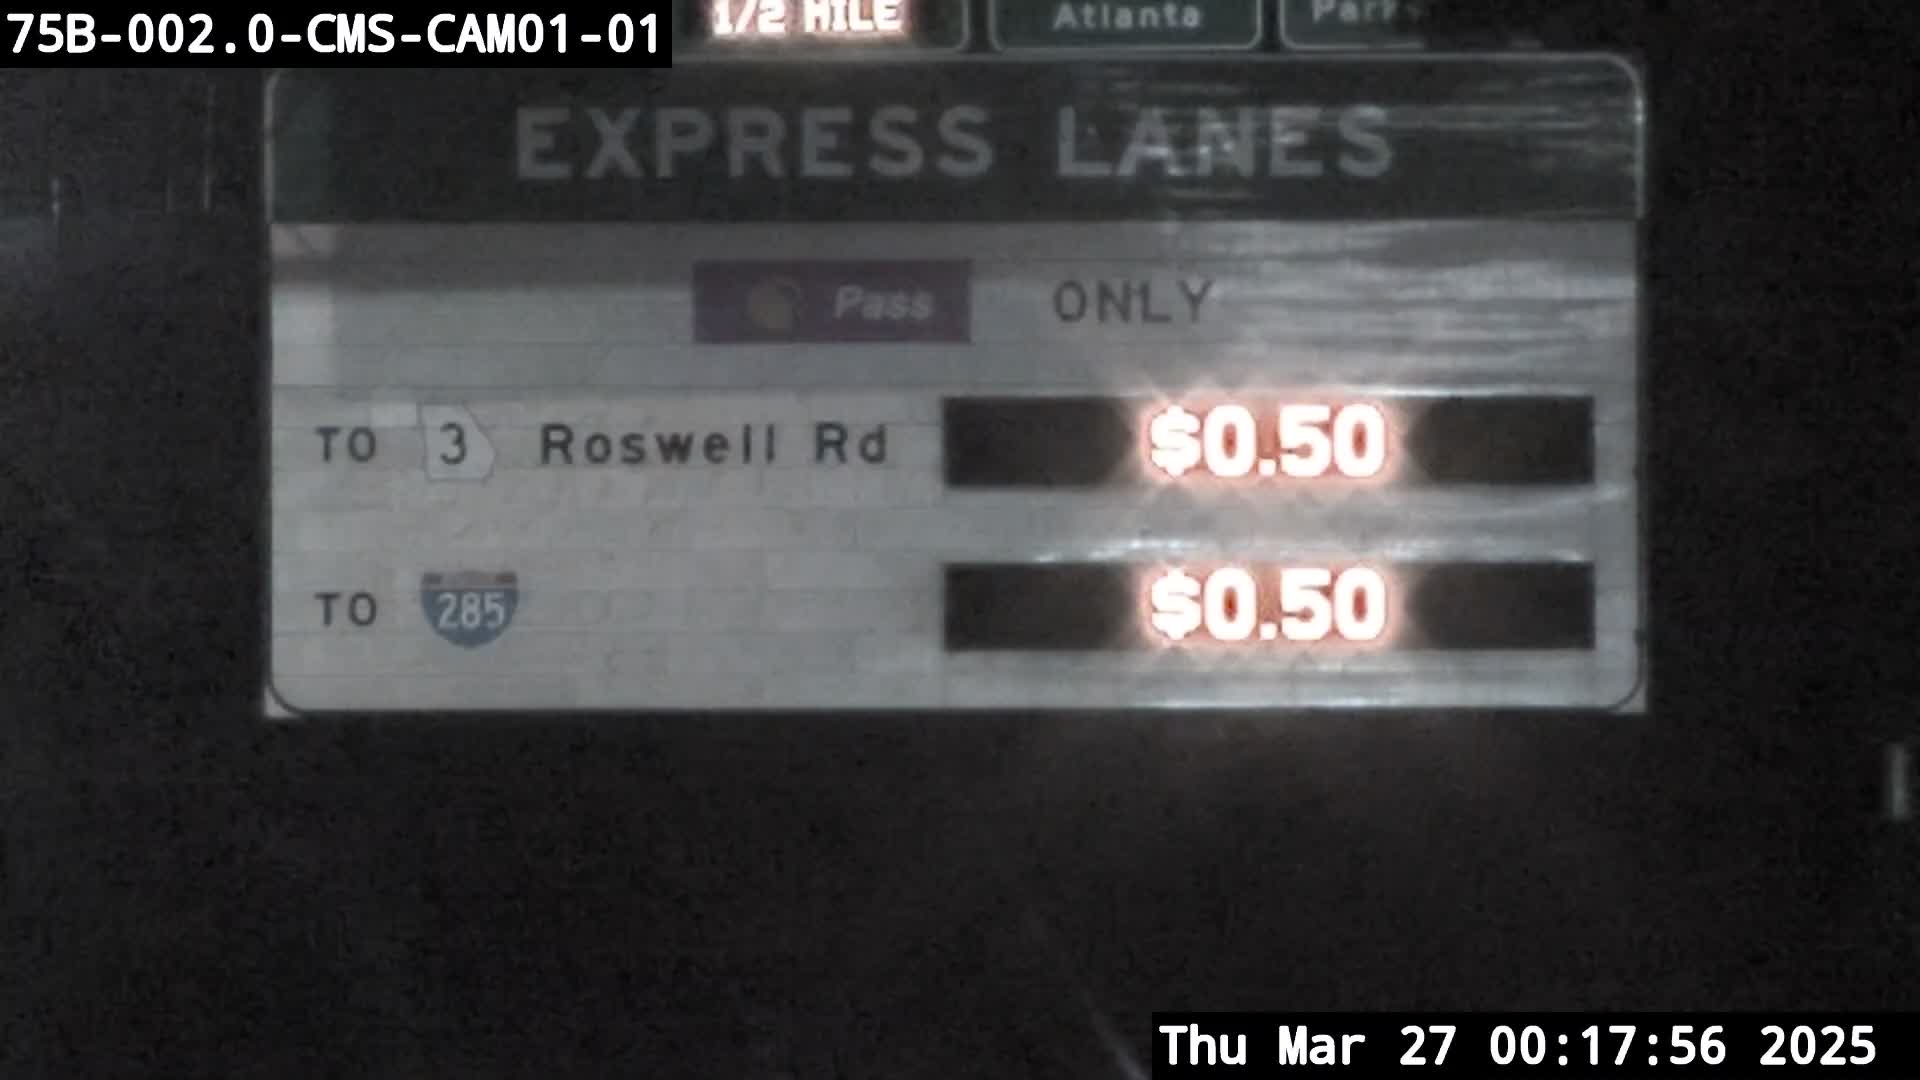 75B-002.0-CMS-CAM01-01
1/2 MILE
Atlanta
EXPRESS LANES
Pass ONLY
TO 3 Roswell Rd $0.50
TO 285 $0.50
Thu Mar 27 00:17:56 2025